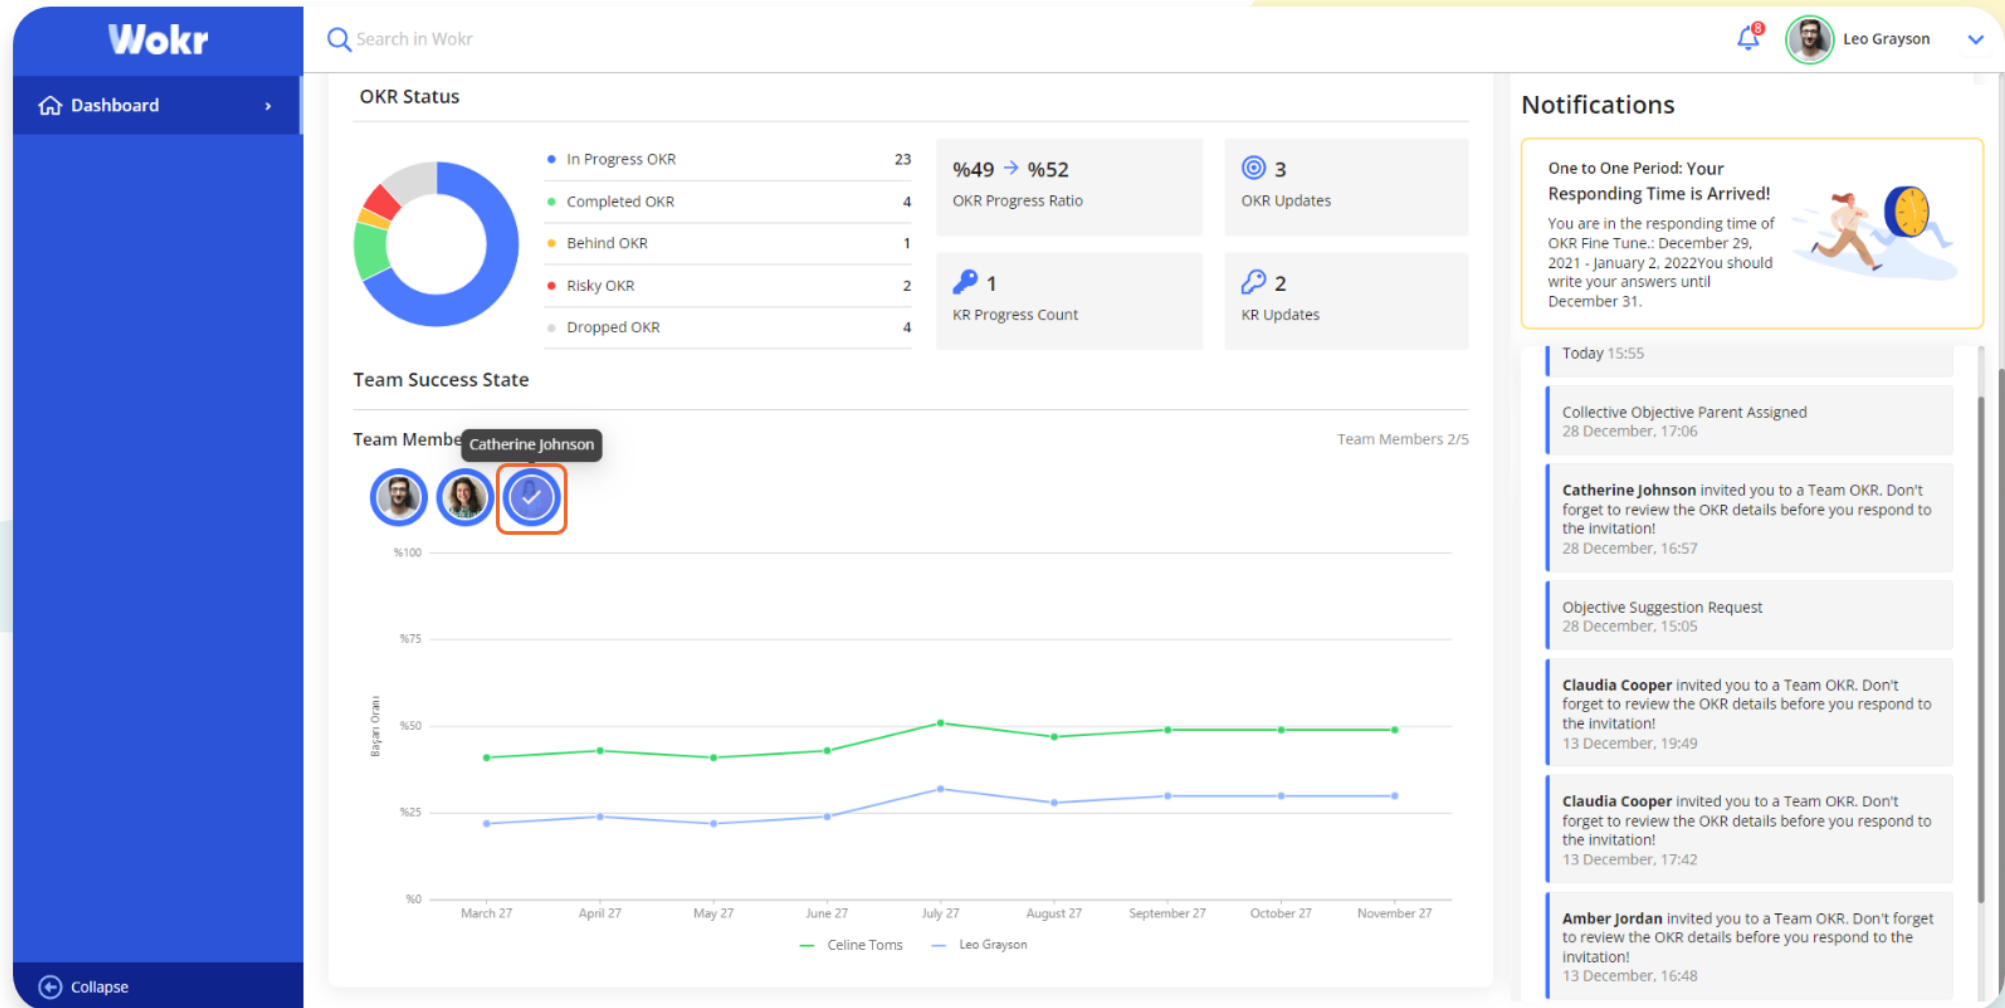 Wokr
Search in Wokr
8
Leo Grayson
Dashboard
Collapse
OKR Status
In Progress OKR 23
Completed OKR 4
Behind OKR 1
Risky OKR 2
Dropped OKR 4
%49 → %52
OKR Progress Ratio
3
OKR Updates
1
KR Progress Count
2
KR Updates
Team Success State
Team Membe
Catherine Johnson
Team Members 2/5
%100
%75
%50
%25
%0
Başarı Oranı
March 27 April 27 May 27 June 27 July 27 August 27 September 27 October 27 November 27
Celine Toms Leo Grayson
Notifications
One to One Period: Your
Responding Time is Arrived!
You are in the responding time of
OKR Fine Tune.: December 29,
2021 - January 2, 2022You should
write your answers until
December 31.
Today 15:55
Collective Objective Parent Assigned
28 December, 17:06
Catherine Johnson invited you to a Team OKR. Don't
forget to review the OKR details before you respond to
the invitation!
28 December, 16:57
Objective Suggestion Request
28 December, 15:05
Claudia Cooper invited you to a Team OKR. Don't
forget to review the OKR details before you respond to
the invitation!
13 December, 19:49
Claudia Cooper invited you to a Team OKR. Don't
forget to review the OKR details before you respond to
the invitation!
13 December, 17:42
Amber Jordan invited you to a Team OKR. Don't forget
to review the OKR details before you respond to the
invitation!
13 December, 16:48